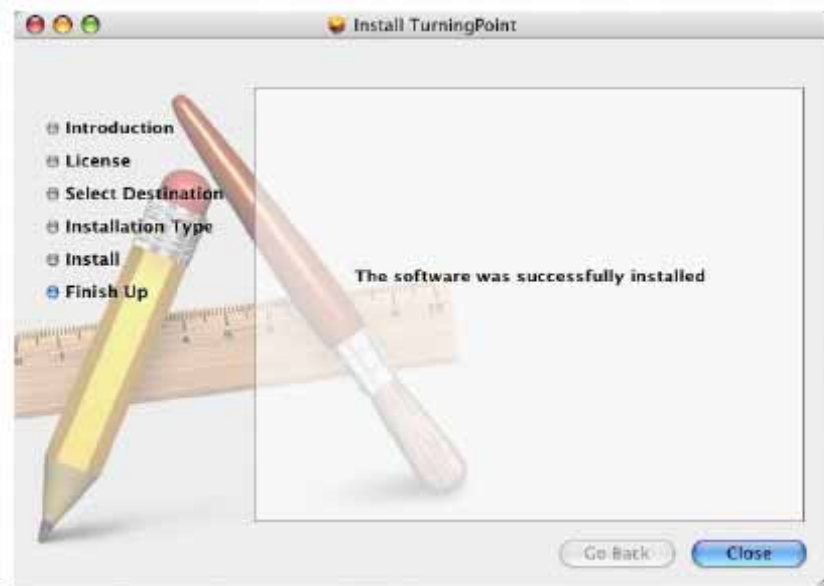 Install TurningPoint
Introduction
License
Select Destination
Installation Type
Install
Finish Up
The software was successfully installed
Go Back
Close